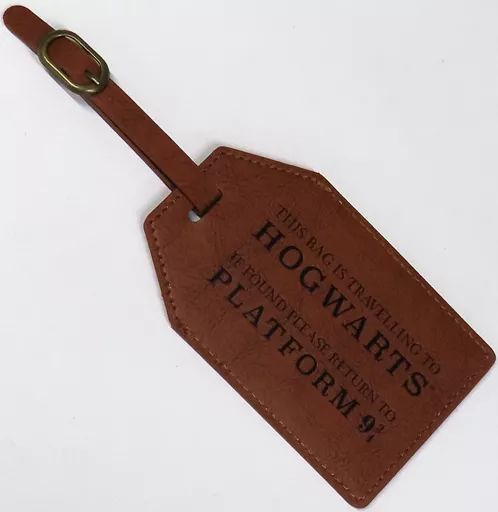 THIS BAG IS TRAVELLING TO
HOGWARTS
IF FOUND PLEASE RETURN TO
PLATFORM 9¾